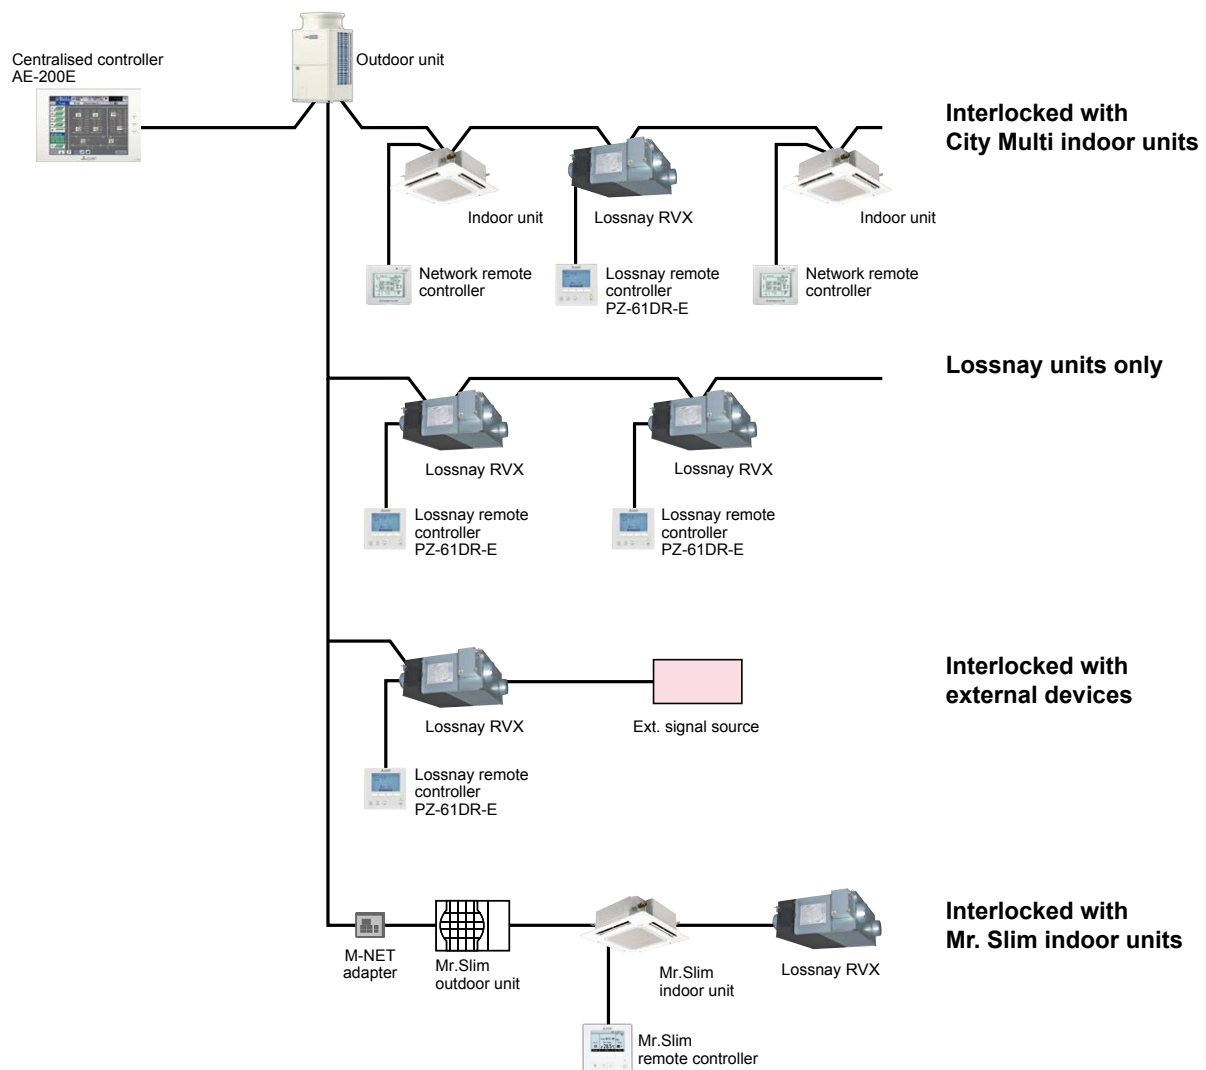 Centralised controller
AE-200E
Outdoor unit
Interlocked with
City Multi indoor units
Indoor unit
Lossnay RVX
Indoor unit
Network remote
controller
Lossnay remote
controller
PZ-61DR-E
Network remote
controller
Lossnay units only
Lossnay RVX
Lossnay RVX
Lossnay remote
controller
PZ-61DR-E
Lossnay remote
controller
PZ-61DR-E
Interlocked with
external devices
Lossnay RVX
Ext. signal source
Lossnay remote
controller
PZ-61DR-E
Interlocked with
Mr. Slim indoor units
M-NET
adapter
Mr.Slim
outdoor unit
Mr.Slim
indoor unit
Lossnay RVX
Mr.Slim
remote controller